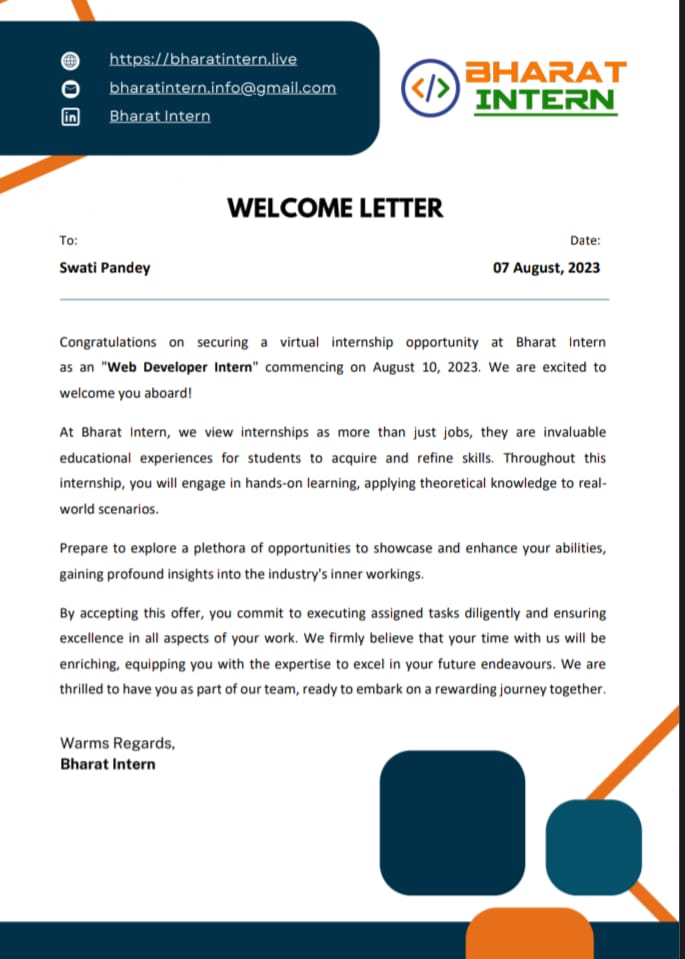 https://bharatintern.live
bharatintern.info@gmail.com
in Bharat Intern
</> BHARAT
INTERN
WELCOME LETTER
To: Date:
Swati Pandey 07 August, 2023
Congratulations on securing a virtual internship opportunity at Bharat Intern
as an "Web Developer Intern" commencing on August 10, 2023. We are excited to
welcome you aboard!
At Bharat Intern, we view internships as more than just jobs, they are invaluable
educational experiences for students to acquire and refine skills. Throughout this
internship, you will engage in hands-on learning, applying theoretical knowledge to real-
world scenarios.
Prepare to explore a plethora of opportunities to showcase and enhance your abilities,
gaining profound insights into the industry's inner workings.
By accepting this offer, you commit to executing assigned tasks diligently and ensuring
excellence in all aspects of your work. We firmly believe that your time with us will be
enriching, equipping you with the expertise to excel in your future endeavours. We are
thrilled to have you as part of our team, ready to embark on a rewarding journey together.
Warms Regards,
Bharat Intern